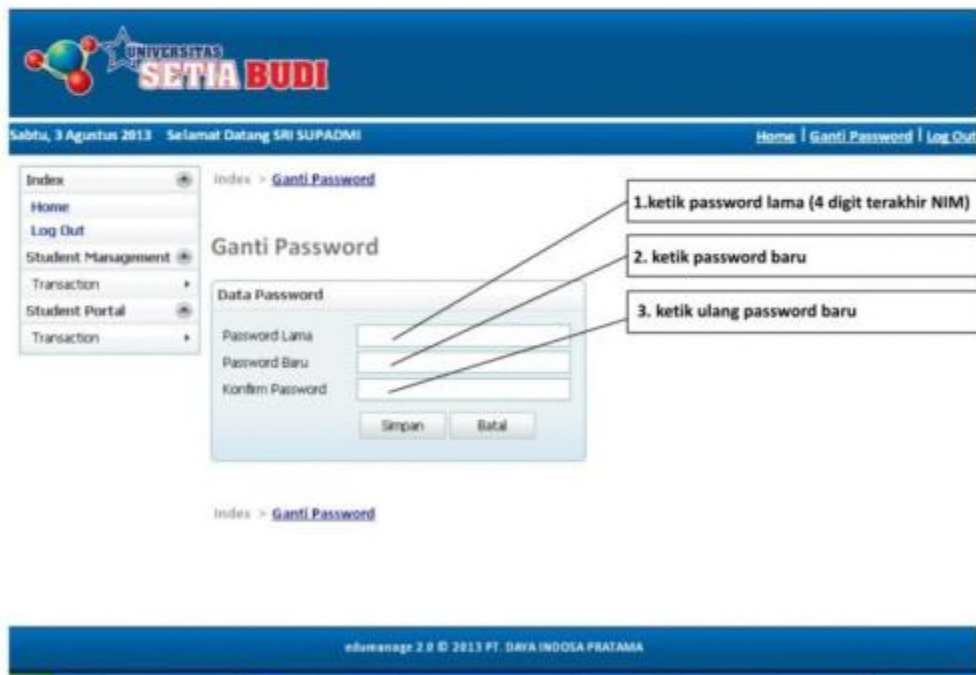 UNIVERSITAS
SETIA BUDI
Sabtu, 3 Agustus 2013 Selamat Datang SRI SUPADMI
Home | Ganti Password | Log Out
Index
Home
Log Out
Student Management
Transaction
Student Portal
Transaction
Index > Ganti Password
Ganti Password
Data Password
Password Lama
Password Baru
Konfirm Password
Simpan Batal
1.ketik password lama (4 digit terakhir NIM)
2. ketik password baru
3. ketik ulang password baru
Index > Ganti Password
edumanage 2.0 © 2013 PT. DAYA INDOSA PRATAMA